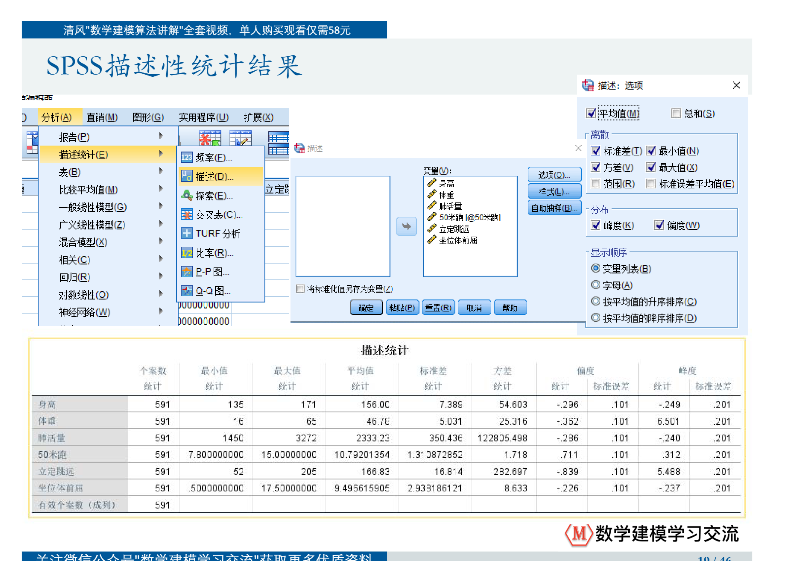 清风"数学建模算法讲解"全套视频，单人购买观看仅需58元
SPSS描述性统计结果
分析(A) 直销(M) 图形(G) 实用程序(U) 扩展(X)
报告(P)
描述统计(E)
表(B)
比较平均值(M)
一般线性模型(G)
广义线性模型(Z)
混合模型(X)
相关(C)
回归(R)
对数线性(O)
神经网络(W)
频率(F)...
描述(D)...
探索(E)...
交叉表(C)...
TURF 分析
比率(R)...
P-P 图...
Q-Q 图...
立定跳
0000000000
0000000000
描述
变量(V):
身高
体重
肺活量
50米跑 [@50米跑]
立定跳远
坐位体前屈
选项(O)...
样式(L)...
自助抽样(B)...
将标准化值另存为变量(Z)
确定 粘贴(P) 重置(R) 取消 帮助
描述：选项
平均值(M) 总和(S)
离散
标准差(T) 最小值(N)
方差(V) 最大值(X)
范围(R) 标准误差平均值(E)
分布
峰度(K) 偏度(W)
显示顺序
变量列表(B)
字母(A)
按平均值的升序排序(C)
按平均值的降序排序(D)
描述统计
个案数 最小值 最大值 平均值 标准差 方差 偏度 峰度
统计 统计 统计 统计 统计 统计 统计 标准误差 统计 标准误差
身高 591 135 171 156.00 7.389 54.603 -.296 .101 -.249 .201
体重 591 16 65 46.76 5.031 25.316 -.362 .101 6.501 .201
肺活量 591 1450 3272 2333.23 350.436 122805.498 -.286 .101 -.240 .201
50米跑 591 7.800000000 15.00000000 10.79201354 1.310872852 1.718 .711 .101 .312 .201
立定跳远 591 52 205 166.83 16.814 282.697 -.839 .101 5.488 .201
坐位体前屈 591 .5000000000 17.50000000 9.495615905 2.938186121 8.633 -.226 .101 -.237 .201
有效个案数（成列） 591
数学建模学习交流
关注微信公众号"数学建模学习交流"获取更多优质资料
19 / 46